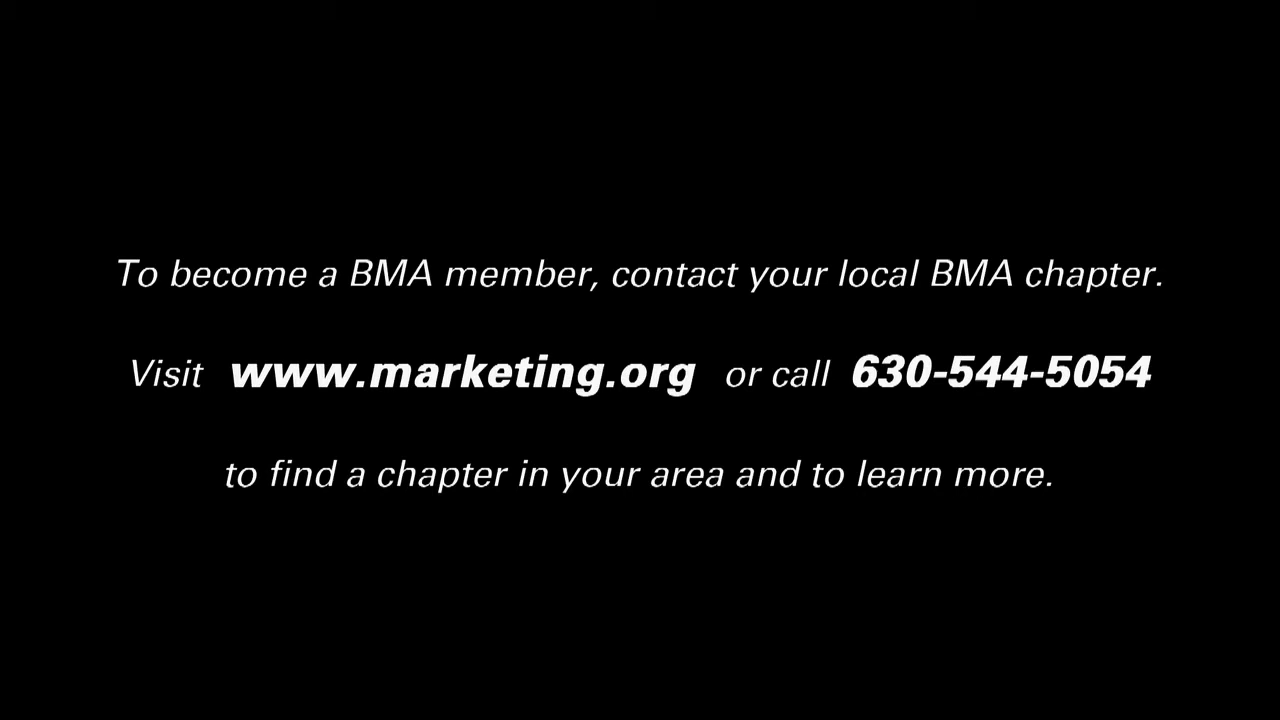 To become a BMA member, contact your local BMA chapter.
Visit www.marketing.org or call 630-544-5054
to find a chapter in your area and to learn more.